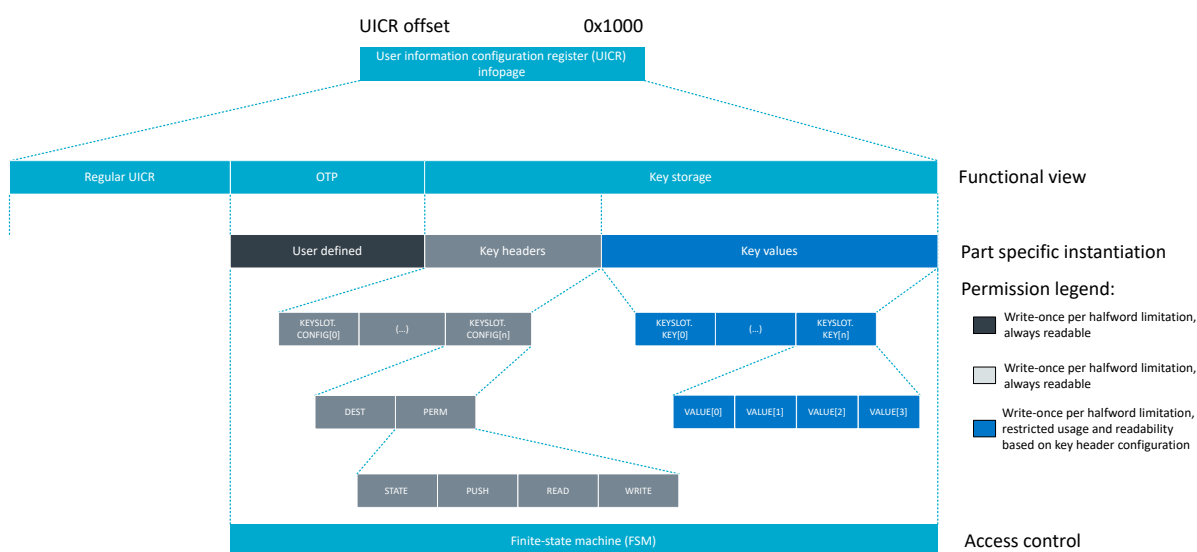 UICR offset 0x1000
User information configuration register (UICR)
infopage
Regular UICR OTP Key storage Functional view
User defined Key headers Key values Part specific instantiation
Permission legend:
KEYSLOT. CONFIG[0] (...) KEYSLOT. CONFIG[n] KEYSLOT. KEY[0] (...) KEYSLOT. KEY[n]
Write-once per halfword limitation,
always readable
Write-once per halfword limitation,
always readable
DEST PERM VALUE[0] VALUE[1] VALUE[2] VALUE[3]
Write-once per halfword limitation,
restricted usage and readability
based on key header configuration
STATE PUSH READ WRITE
Finite-state machine (FSM) Access control